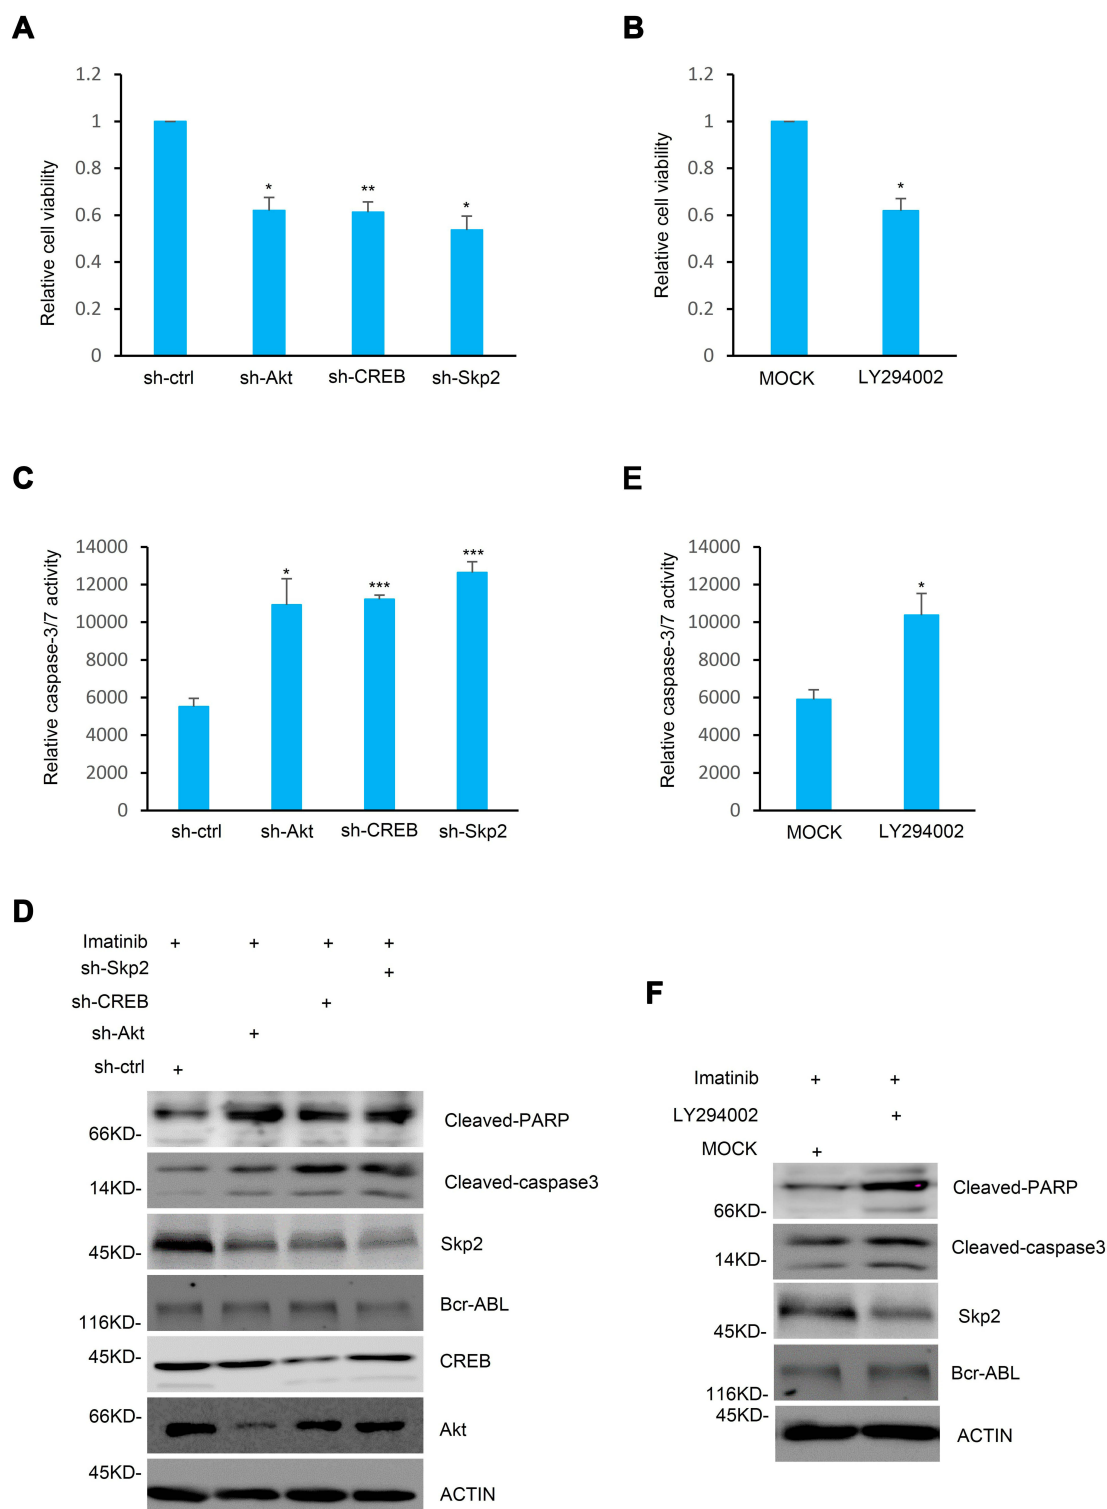 A
Relative cell viability
1.2
1
0.8
0.6
0.4
0.2
0
*
**
*
sh-ctrl
sh-Akt
sh-CREB
sh-Skp2
B
Relative cell viability
1.2
1
0.8
0.6
0.4
0.2
0
*
MOCK
LY294002
C
Relative caspase-3/7 activity
14000
12000
10000
8000
6000
4000
2000
0
*
***
***
sh-ctrl
sh-Akt
sh-CREB
sh-Skp2
E
Relative caspase-3/7 activity
14000
12000
10000
8000
6000
4000
2000
0
*
MOCK
LY294002
D
Imatinib + + + +
sh-Skp2 +
sh-CREB +
sh-Akt +
sh-ctrl +
66KD- Cleaved-PARP
14KD- Cleaved-caspase3
45KD- Skp2
116KD- Bcr-ABL
45KD- CREB
66KD- Akt
45KD- ACTIN
F
Imatinib + +
LY294002 +
MOCK +
66KD- Cleaved-PARP
14KD- Cleaved-caspase3
45KD- Skp2
116KD- Bcr-ABL
45KD- ACTIN